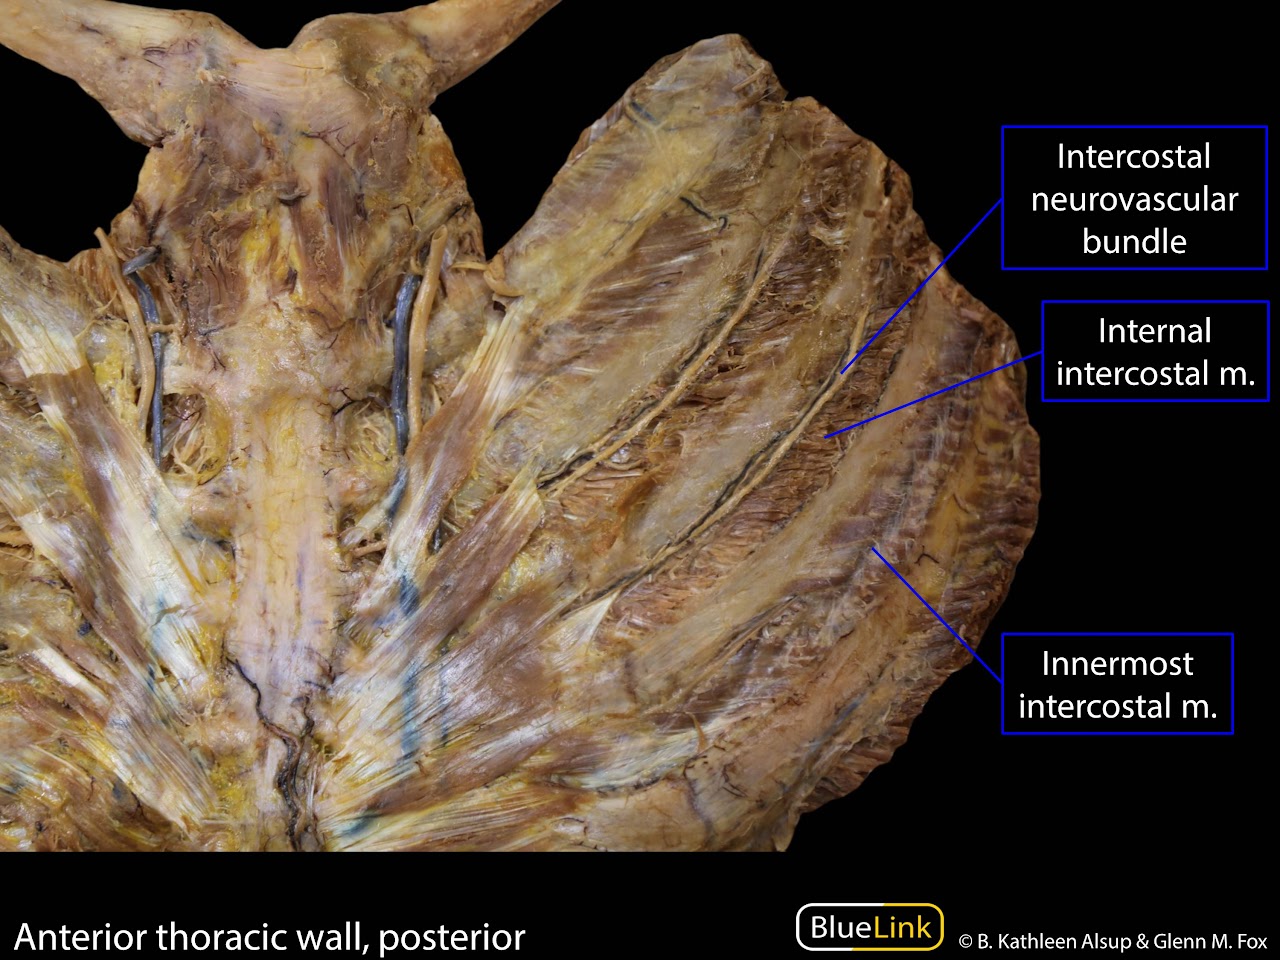 Intercostal
neurovascular
bundle
Internal
intercostal m.
Innermost
intercostal m.
Anterior thoracic wall, posterior
BlueLink
© B. Kathleen Alsup & Glenn M. Fox